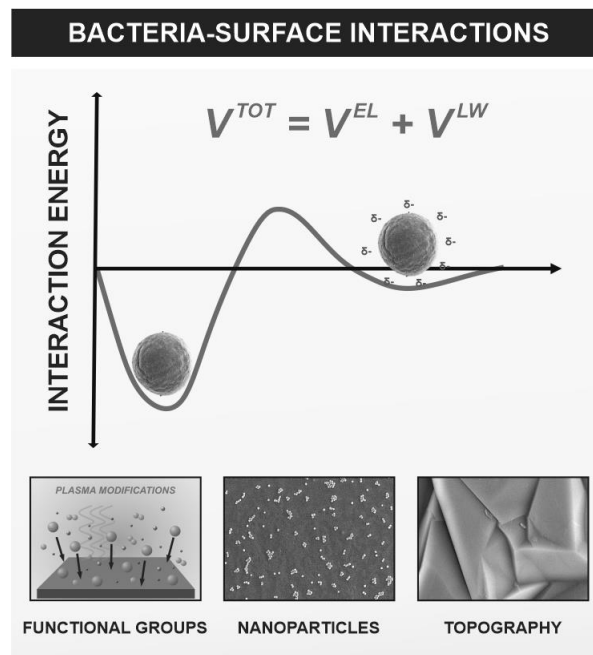 BACTERIA-SURFACE INTERACTIONS
V^TOT = V^EL + V^LW
INTERACTION ENERGY
δ-
δ- δ-
δ- δ-
δ-
δ- δ-
PLASMA MODIFICATIONS
FUNCTIONAL GROUPS NANOPARTICLES TOPOGRAPHY